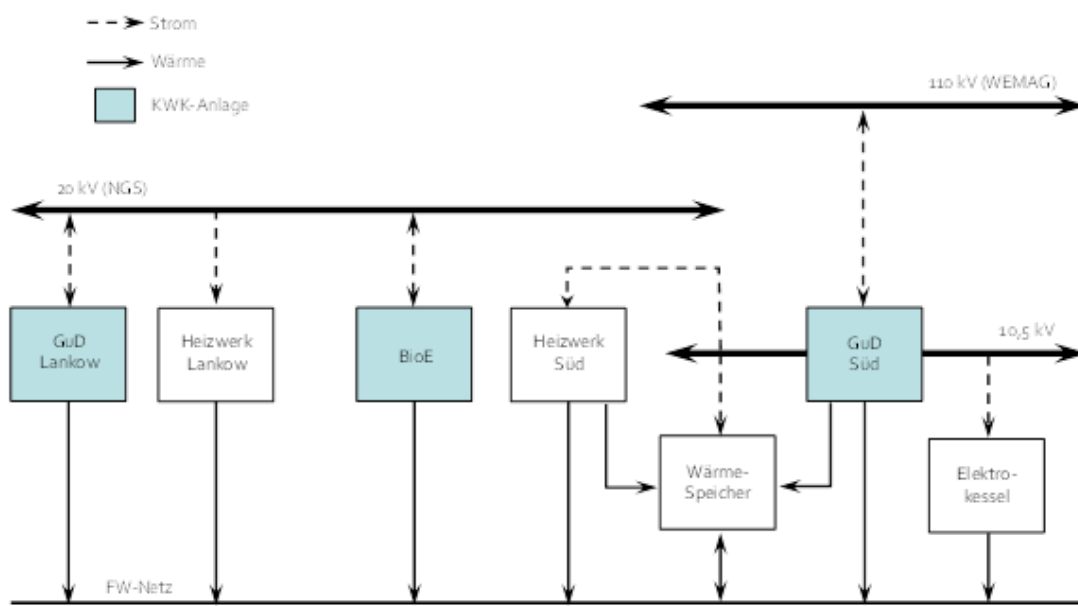 Strom
Wärme
KWK-Anlage
110 kV (WEMAG)
20 kV (NGS)
GuD
Lankow
Heizwerk
Lankow
BioE
Heizwerk
Süd
GuD
Süd
10,5 kV
Wärme-
Speicher
Elektro-
kessel
FW-Netz